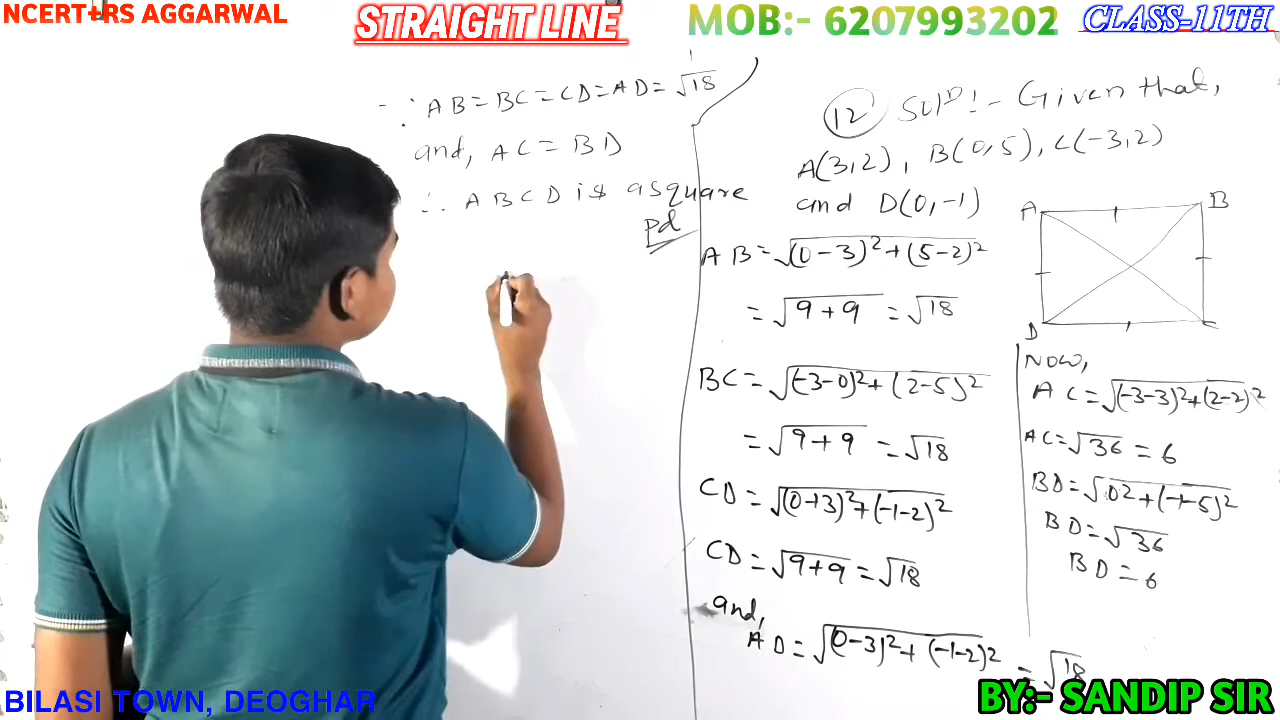 NCERT+RS AGGARWAL
STRAIGHT LINE
MOB:- 6207993202
CLASS-11TH
∵ AB = BC = CD = AD = √18
and, AC = BD
∴ ABCD is a square
pd
(12) Solⁿ:- Given that,
A(3,2), B(0,5), C(-3,2)
and D(0,-1)
AB = √(0-3)²+(5-2)²
= √9+9 = √18
BC = √(-3-0)²+(2-5)²
= √9+9 = √18
CD = √(0+3)²+(-1-2)²
CD = √9+9 = √18
and,
AD = √(0-3)²+(-1-2)² = √18
A B
D C
Now,
AC = √(-3-3)²+(2-2)²
AC = √36 = 6
BD = √0²+(-1-5)²
BD = √36
BD = 6
BILASI TOWN, DEOGHAR
BY:- SANDIP SIR